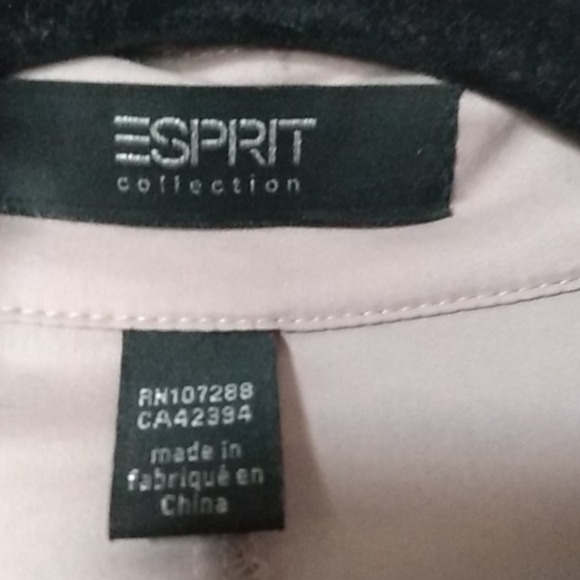 ESPRIT
collection
RN107288
CA42394
made in
fabriqué en
China